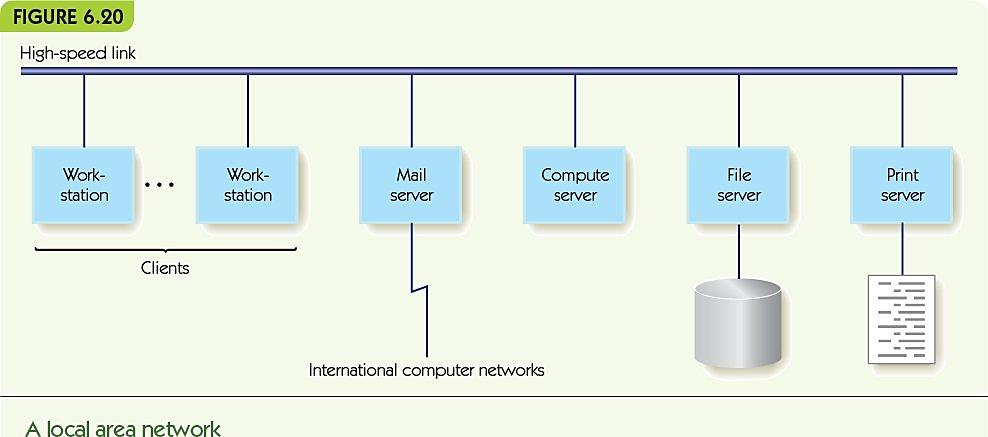 FIGURE 6.20
High-speed link
Work-
station
...
Work-
station
Mail
server
Compute
server
File
server
Print
server
Clients
International computer networks
A local area network